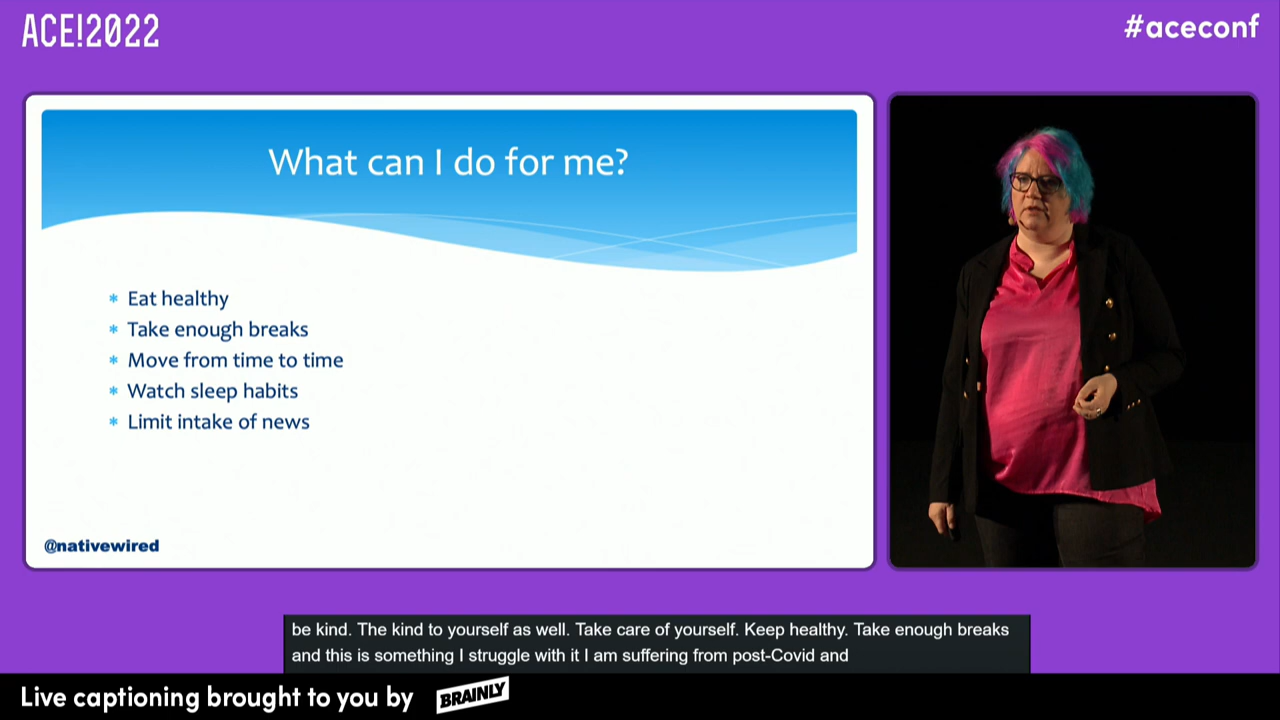 ACE!2022
#aceconf
What can I do for me?
* Eat healthy
* Take enough breaks
* Move from time to time
* Watch sleep habits
* Limit intake of news
@nativewired
be kind. The kind to yourself as well. Take care of yourself. Keep healthy. Take enough breaks
and this is something I struggle with it I am suffering from post-Covid and
Live captioning brought to you by BRAINLY